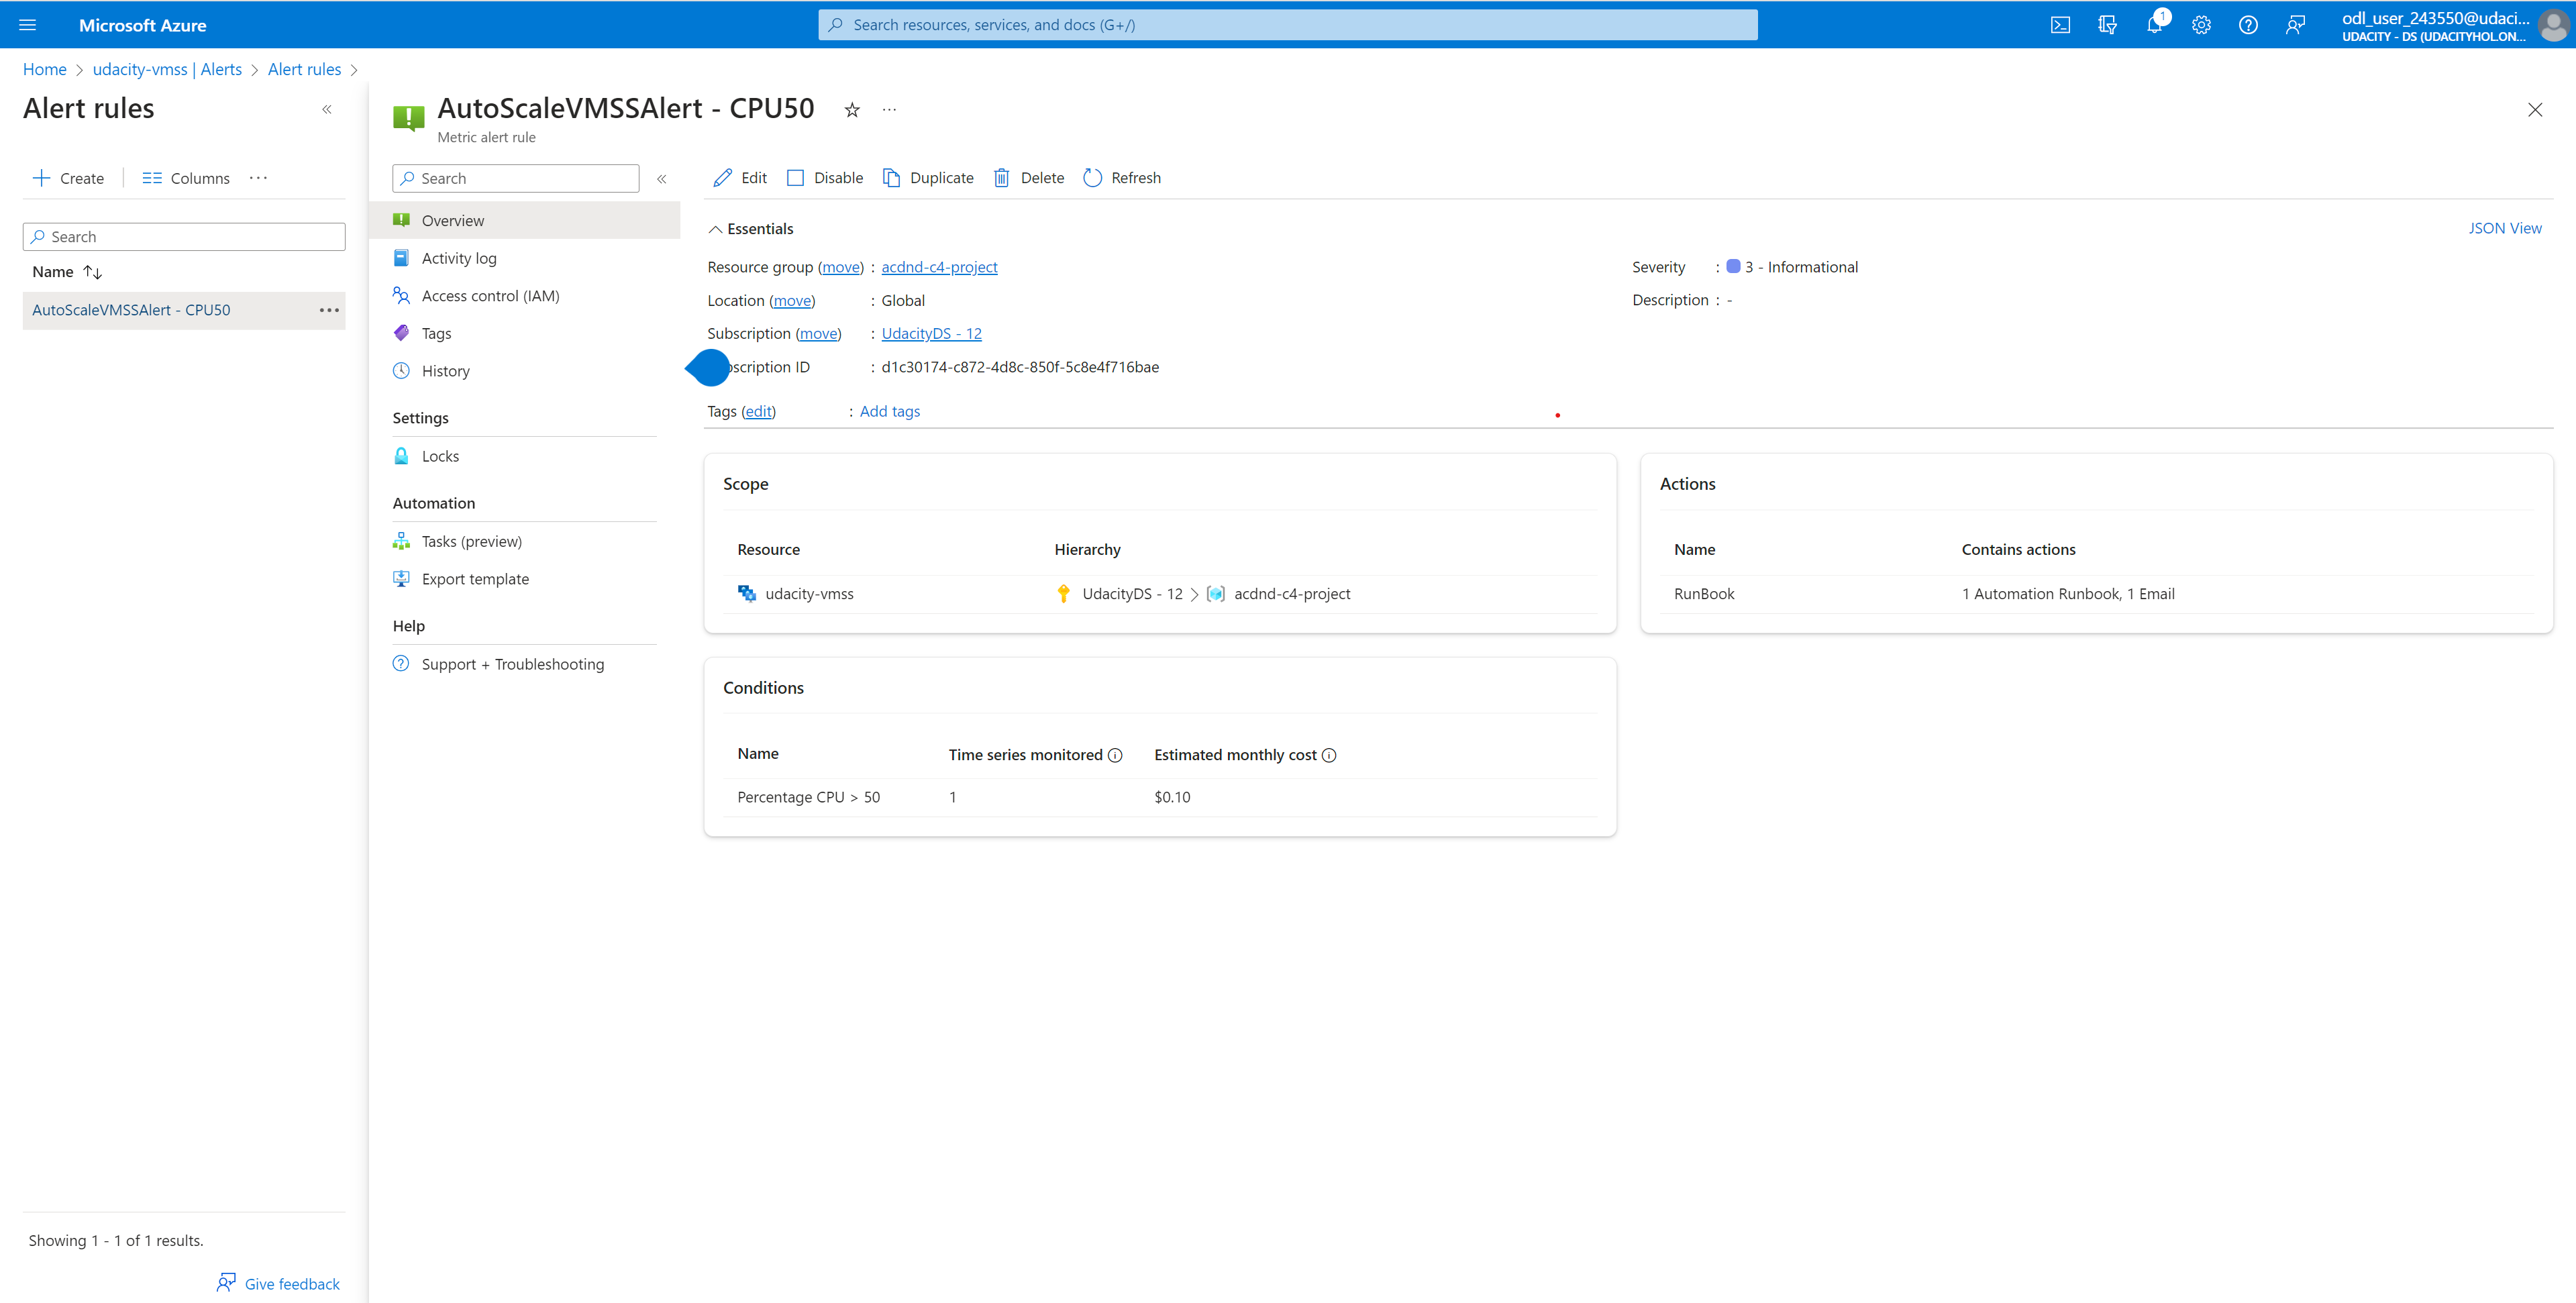 Microsoft Azure
Search resources, services, and docs (G+/)
1
odl_user_243550@udaci...
UDACITY - DS (UDACITYHOL.ON...
Home > udacity-vmss | Alerts > Alert rules >
Alert rules
Create
Columns
Search
Name
AutoScaleVMSSAlert - CPU50
Showing 1 - 1 of 1 results.
Give feedback
AutoScaleVMSSAlert - CPU50
Metric alert rule
Search
Overview
Activity log
Access control (IAM)
Tags
History
Settings
Locks
Automation
Tasks (preview)
Export template
Help
Support + Troubleshooting
Edit
Disable
Duplicate
Delete
Refresh
Essentials
JSON View
Resource group (move) : acdnd-c4-project
Location (move) : Global
Subscription (move) : UdacityDS - 12
scription ID : d1c30174-c872-4d8c-850f-5c8e4f716bae
Tags (edit) : Add tags
Severity : 3 - Informational
Description : -
Scope
Resource Hierarchy
udacity-vmss UdacityDS - 12 > acdnd-c4-project
Actions
Name Contains actions
RunBook 1 Automation Runbook, 1 Email
Conditions
Name Time series monitored Estimated monthly cost
Percentage CPU > 50 1 $0.10